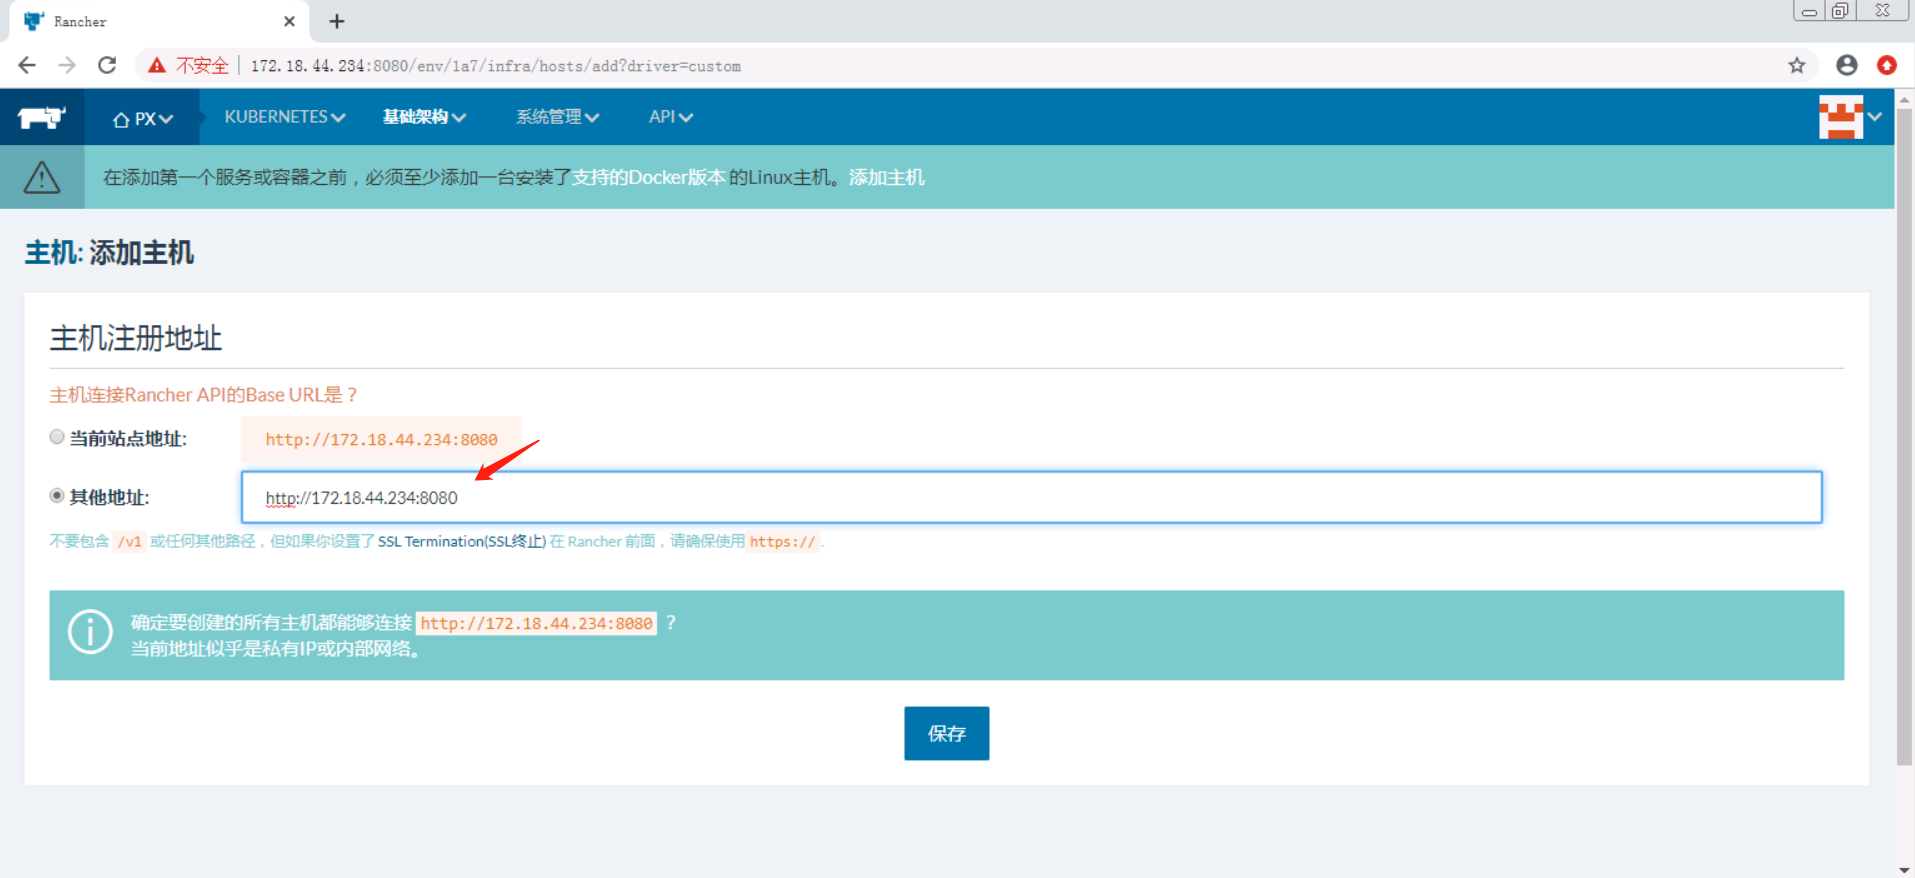 Rancher
不安全 172.18.44.234:8080/env/1a7/infra/hosts/add?driver=custom
PX KUBERNETES 基础架构 系统管理 API
在添加第一个服务或容器之前，必须至少添加一台安装了支持的Docker版本 的Linux主机。 添加主机
主机: 添加主机
主机注册地址
主机连接Rancher API的Base URL是？
当前站点地址: http://172.18.44.234:8080
其他地址: http://172.18.44.234:8080
不要包含 /v1 或任何其他路径，但如果你设置了 SSL Termination(SSL终止) 在 Rancher 前面，请确保使用 https:// .
确定要创建的所有主机都能够连接 http://172.18.44.234:8080 ？
当前地址似乎是私有IP或内部网络。
保存